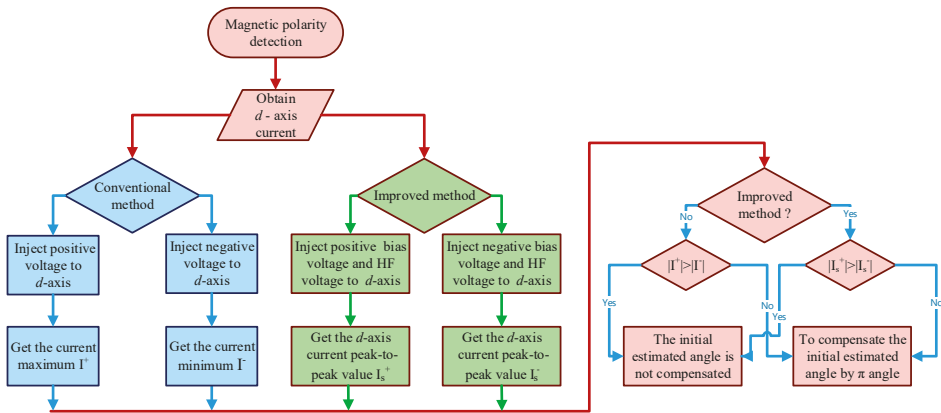 Magnetic polarity
detection
Obtain
d - axis
current
Conventional
method
Improved method
Inject positive
voltage to
d-axis
Inject negative
voltage to
d-axis
Inject positive bias
voltage and HF
voltage to d-axis
Inject negative bias
voltage and HF
voltage to d-axis
Get the current
maximum I⁺
Get the current
minimum I⁻
Get the d-axis
current peak-to-
peak value Iₛ⁺
Get the d-axis
current peak-to-
peak value Iₛ⁻
Improved
method ?
No
Yes
|I⁺|>|I⁻|
|Iₛ⁺|>|Iₛ⁻|
Yes
No
Yes
No
The initial
estimated angle is
not compensated
To compensate the
initial estimated
angle by π angle